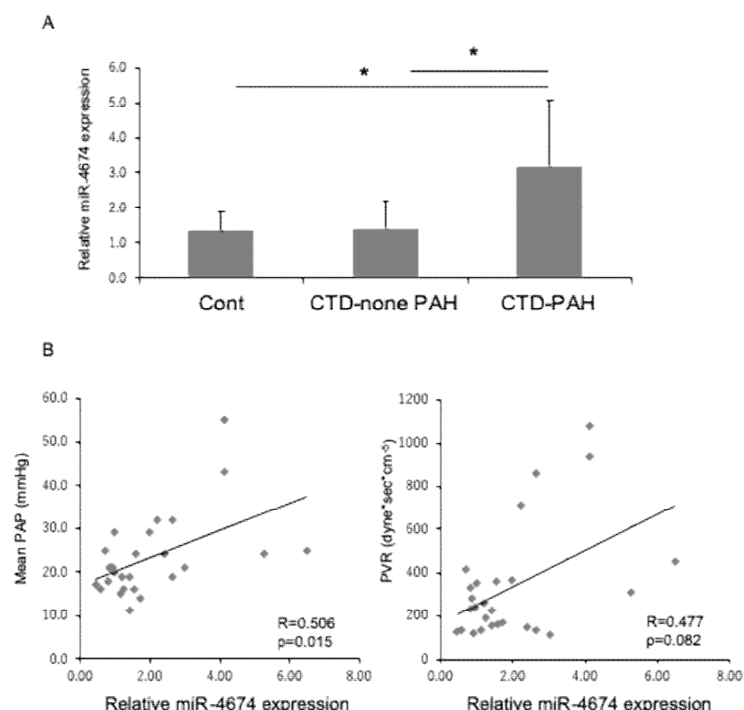 A
* *
Relative miR-4674 expression
6.0
5.0
4.0
3.0
2.0
1.0
0.0
Cont CTD-none PAH CTD-PAH
B
Mean PAP (mmHg)
60.0
50.0
40.0
30.0
20.0
10.0
0.0
R=0.506
p=0.015
0.00 2.00 4.00 6.00 8.00
Relative miR-4674 expression
PVR (dyne*sec*cm
1200
1000
800
600
400
200
0
R=0.477
p=0.082
0.00 2.00 4.00 6.00 8.00
Relative miR-4674 expression